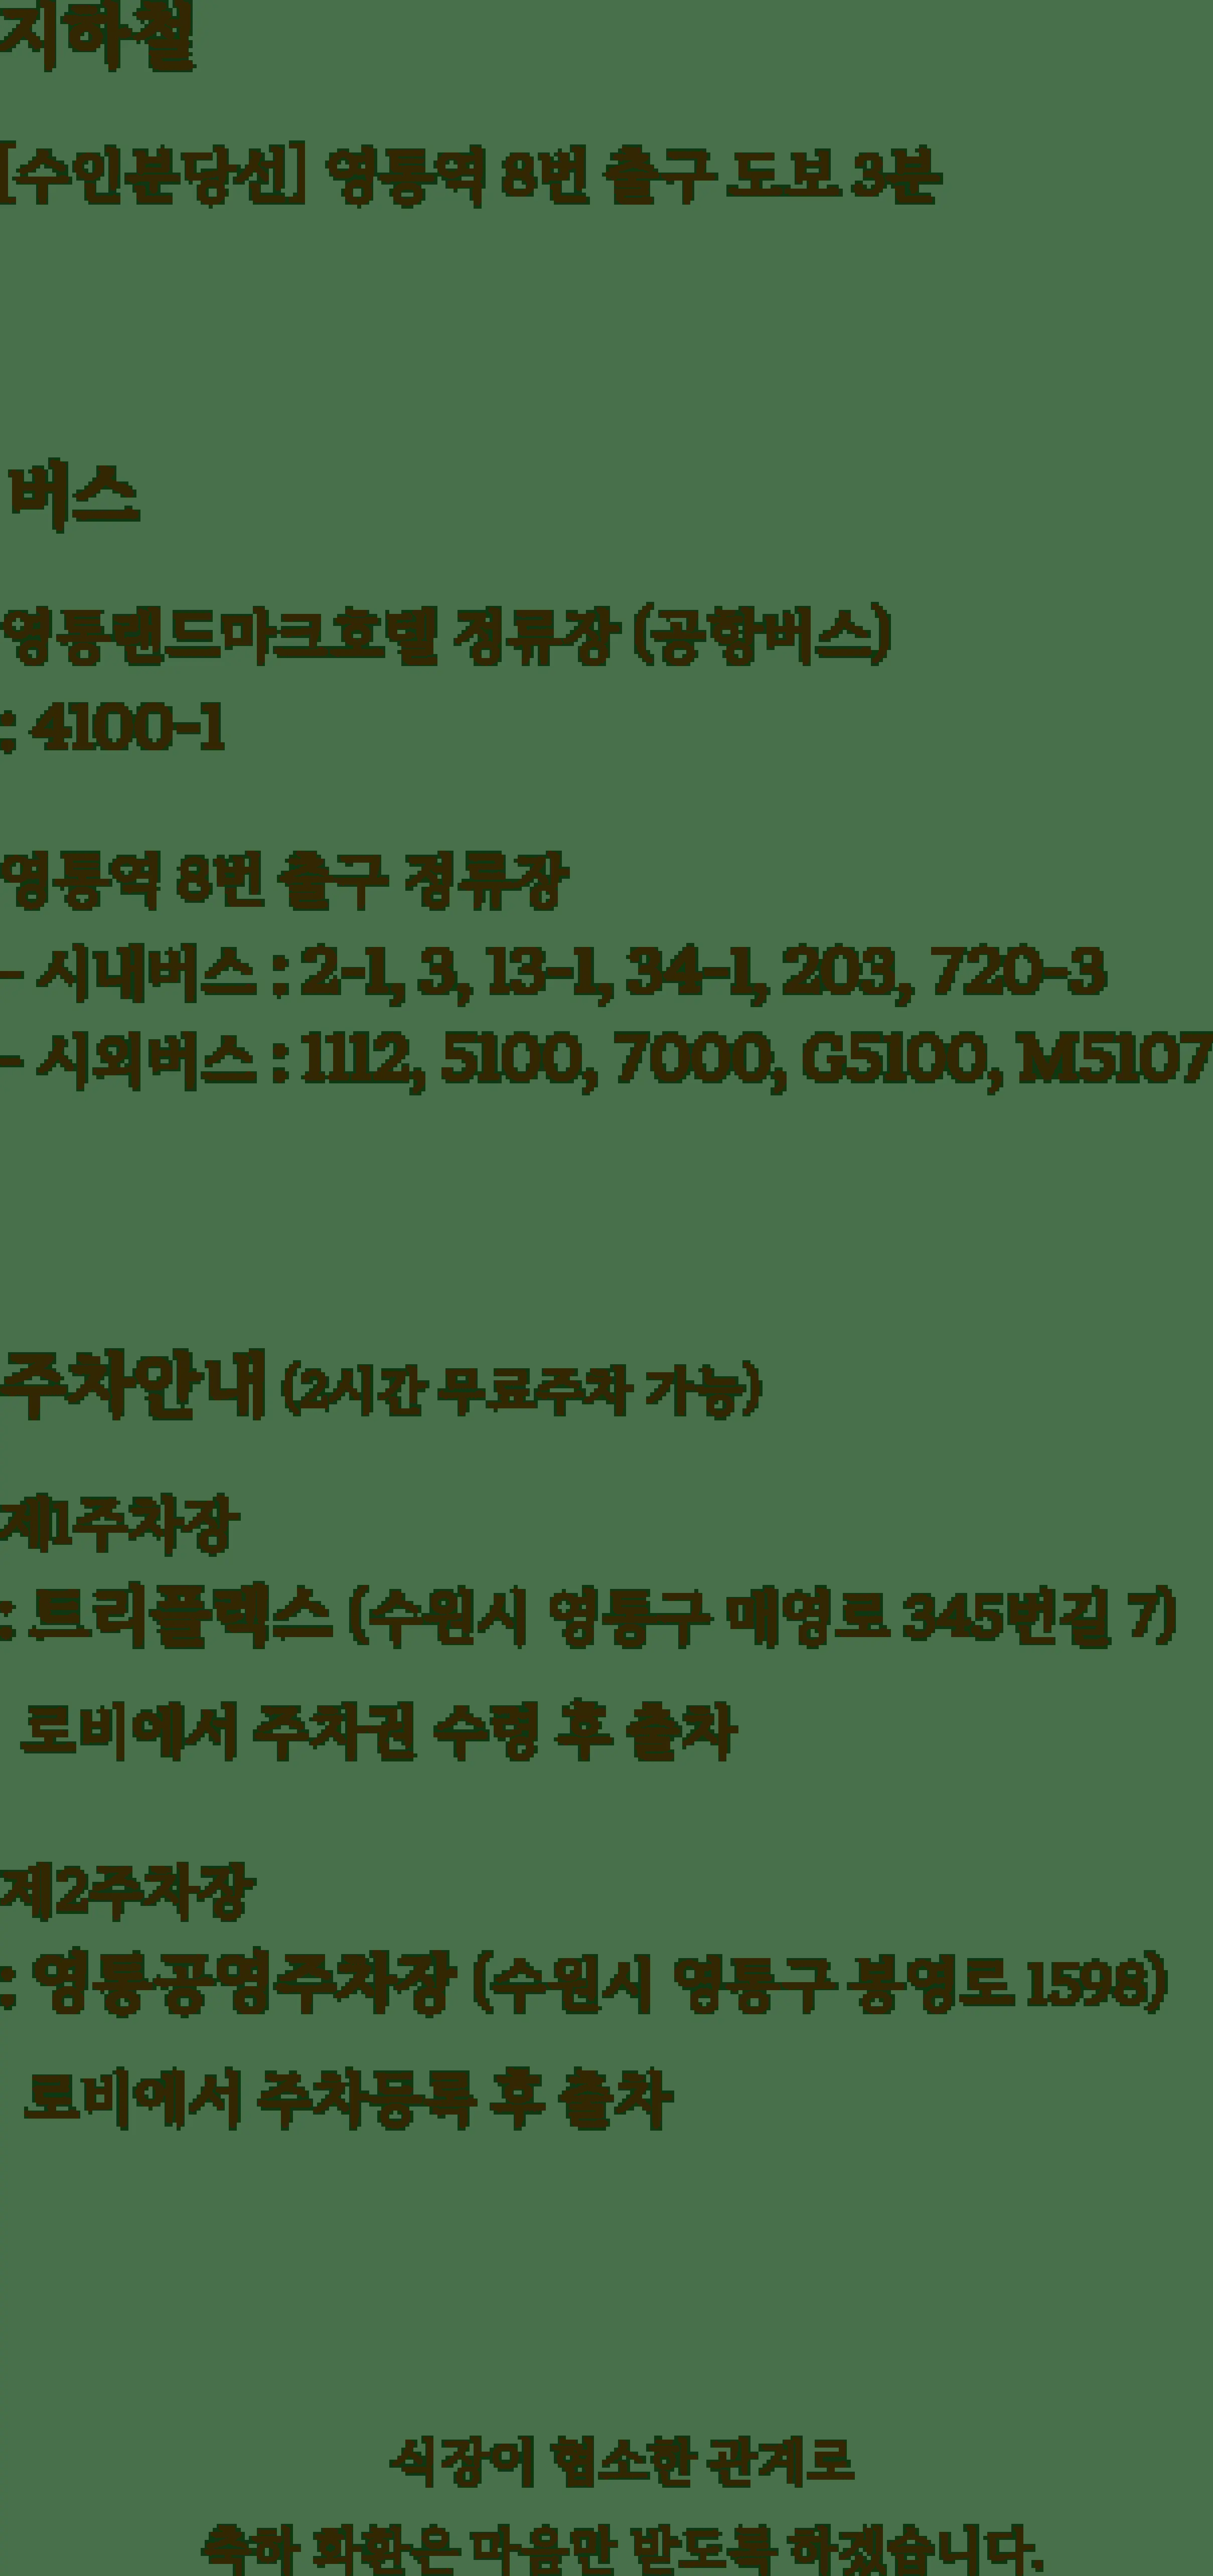 지하철
[수인분당선] 영통역 8번 출구 도보 3분
버스
영통랜드마크호텔 정류장 (공항버스)
: 4100-1
영통역 8번 출구 정류장
- 시내버스 : 2-1, 3, 13-1, 34-1, 203, 720-3
- 시외버스 : 1112, 5100, 7000, G5100, M5107
주차안내 (2시간 무료주차 가능)
제1주차장
: 트리플렉스 (수원시 영통구 매영로 345번길 7)
로비에서 주차권 수령 후 출차
제2주차장
: 영통공영주차장 (수원시 영통구 봉영로 1598)
로비에서 주차등록 후 출차
식장이 협소한 관계로
축하 화환은 마음만 받도록 하겠습니다.